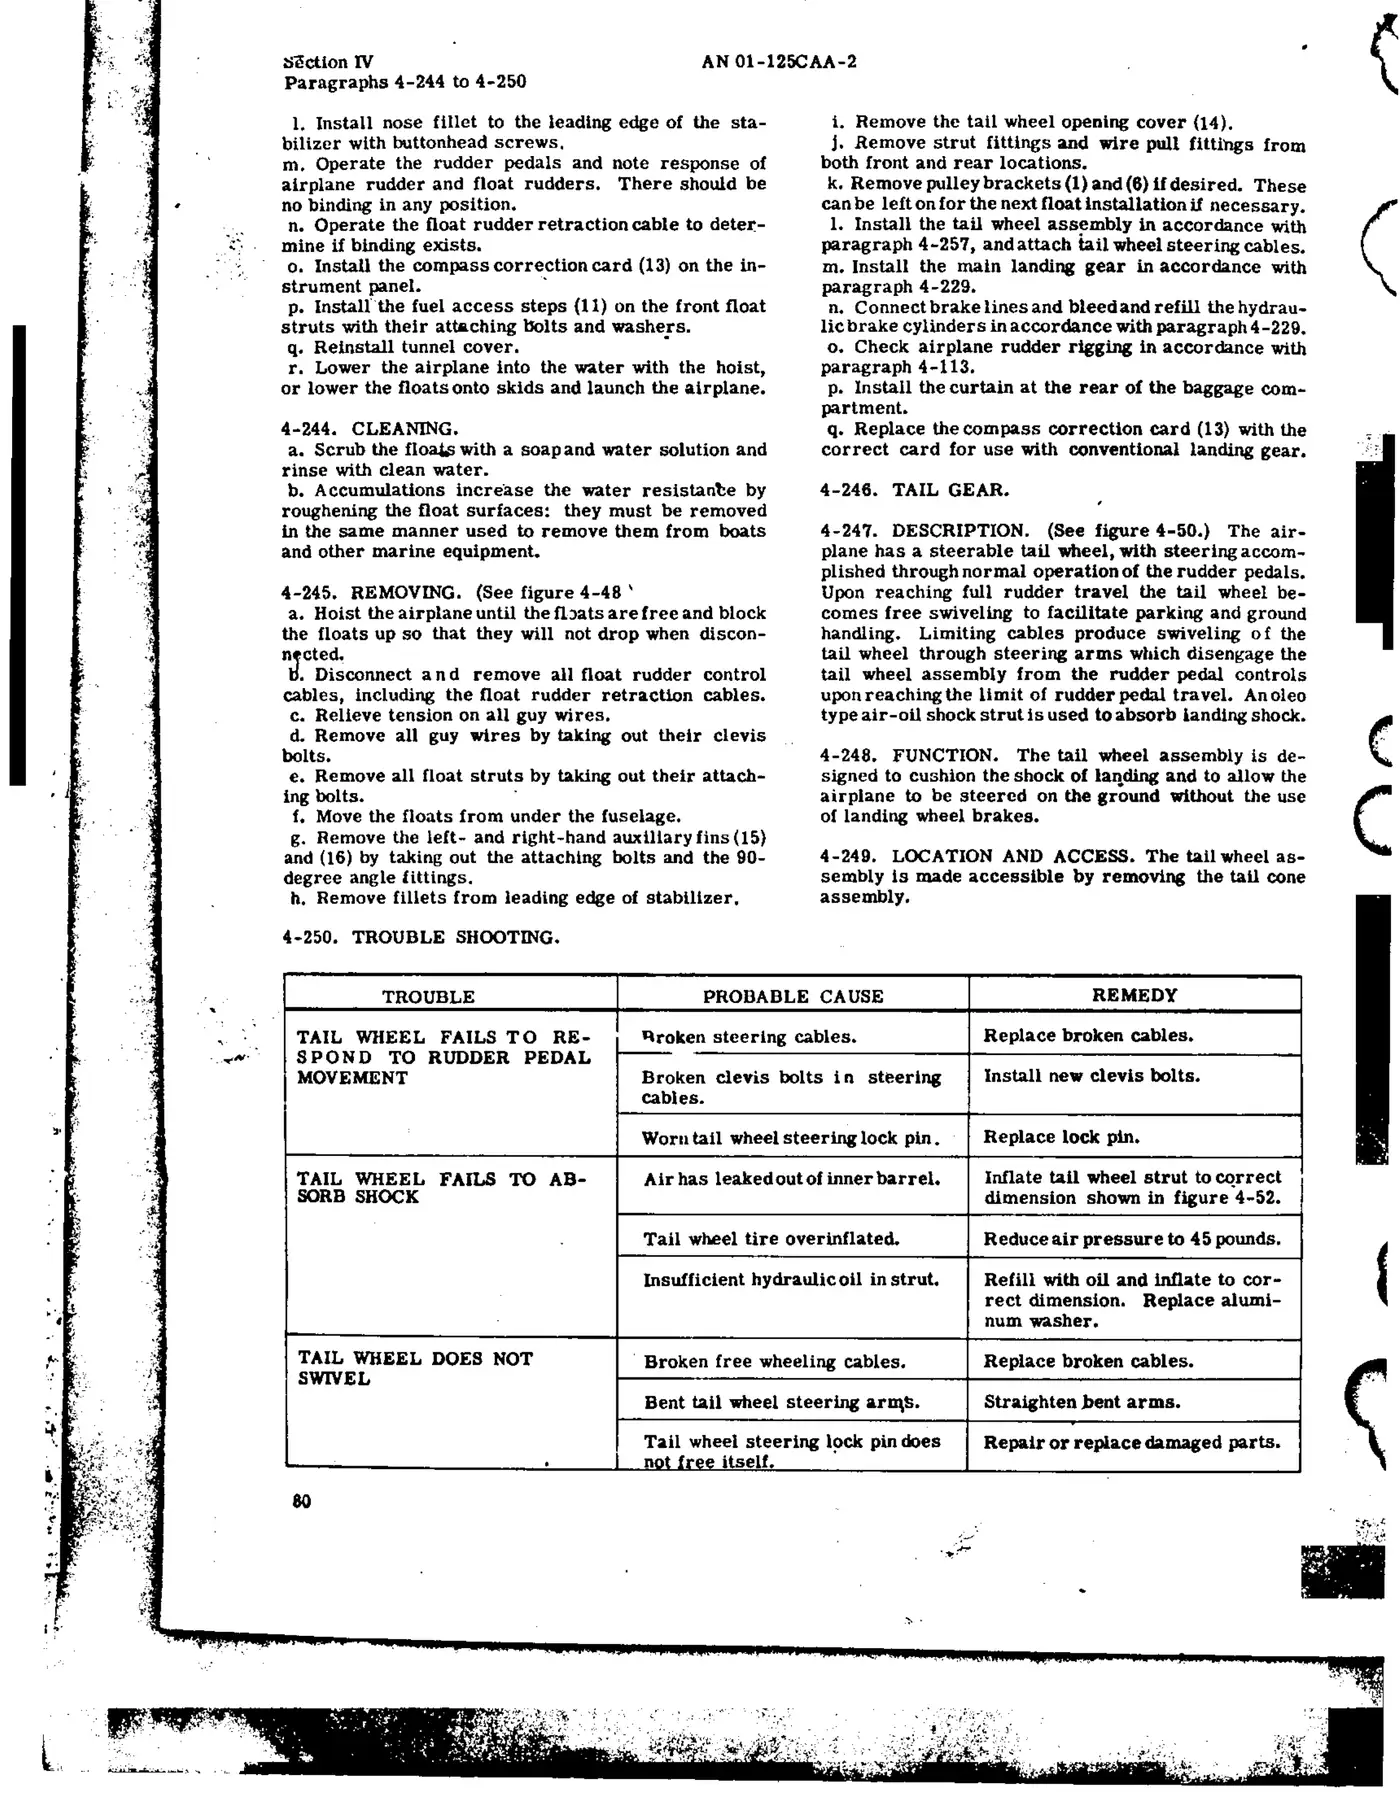 Section IV
AN 01-125CAA-2
Paragraphs 4-244 to 4-250
l. Install nose fillet to the leading edge of the sta-
bilizer with buttonhead screws.
m. Operate the rudder pedals and note response of
airplane rudder and float rudders. There should be
no binding in any position.
n. Operate the float rudder retraction cable to deter-
mine if binding exists.
o. Install the compass correction card (13) on the in-
strument panel.
p. Install the fuel access steps (11) on the front float
struts with their attaching bolts and washers.
q. Reinstall tunnel cover.
r. Lower the airplane into the water with the hoist,
or lower the floats onto skids and launch the airplane.
4-244. CLEANING.
a. Scrub the floats with a soap and water solution and
rinse with clean water.
b. Accumulations increase the water resistance by
roughening the float surfaces: they must be removed
in the same manner used to remove them from boats
and other marine equipment.
4-245. REMOVING. (See figure 4-48
a. Hoist the airplane until the floats are free and block
the floats up so that they will not drop when discon-
nected.
b. Disconnect and remove all float rudder control
cables, including the float rudder retraction cables.
c. Relieve tension on all guy wires.
d. Remove all guy wires by taking out their clevis
bolts.
e. Remove all float struts by taking out their attach-
ing bolts.
f. Move the floats from under the fuselage.
g. Remove the left- and right-hand auxiliary fins (15)
and (16) by taking out the attaching bolts and the 90-
degree angle fittings.
h. Remove fillets from leading edge of stabilizer.
i. Remove the tail wheel opening cover (14).
j. Remove strut fittings and wire pull fittings from
both front and rear locations.
k. Remove pulley brackets (1) and (6) if desired. These
can be left on for the next float installation if necessary.
l. Install the tail wheel assembly in accordance with
paragraph 4-257, and attach tail wheel steering cables.
m. Install the main landing gear in accordance with
paragraph 4-229.
n. Connect brake lines and bleed and refill the hydrau-
lic brake cylinders in accordance with paragraph 4-229.
o. Check airplane rudder rigging in accordance with
paragraph 4-113.
p. Install the curtain at the rear of the baggage com-
partment.
q. Replace the compass correction card (13) with the
correct card for use with conventional landing gear.
4-246. TAIL GEAR.
4-247. DESCRIPTION. (See figure 4-50.) The air-
plane has a steerable tail wheel, with steering accom-
plished through normal operation of the rudder pedals.
Upon reaching full rudder travel the tail wheel be-
comes free swiveling to facilitate parking and ground
handling. Limiting cables produce swiveling of the
tail wheel through steering arms which disengage the
tail wheel assembly from the rudder pedal controls
upon reaching the limit of rudder pedal travel. An oleo
type air-oil shock strut is used to absorb landing shock.
4-248. FUNCTION. The tail wheel assembly is de-
signed to cushion the shock of landing and to allow the
airplane to be steered on the ground without the use
of landing wheel brakes.
4-249. LOCATION AND ACCESS. The tail wheel as-
sembly is made accessible by removing the tail cone
assembly.
4-250. TROUBLE SHOOTING.
TROUBLE
PROBABLE CAUSE
REMEDY
TAIL WHEEL FAILS TO RE-
SPOND TO RUDDER PEDAL
MOVEMENT
Broken steering cables.
Replace broken cables.
Broken clevis bolts in steering
cables.
Install new clevis bolts.
Worn tail wheel steering lock pin.
Replace lock pin.
TAIL WHEEL FAILS TO AB-
SORB SHOCK
Air has leaked out of inner barrel.
Inflate tail wheel strut to correct
dimension shown in figure 4-52.
Tail wheel tire overinflated.
Reduce air pressure to 45 pounds.
Insufficient hydraulic oil in strut.
Refill with oil and inflate to cor-
rect dimension. Replace alumi-
num washer.
TAIL WHEEL DOES NOT
SWIVEL
Broken free wheeling cables.
Replace broken cables.
Bent tail wheel steering arms.
Straighten bent arms.
Tail wheel steering lock pin does
not free itself.
Repair or replace damaged parts.
80